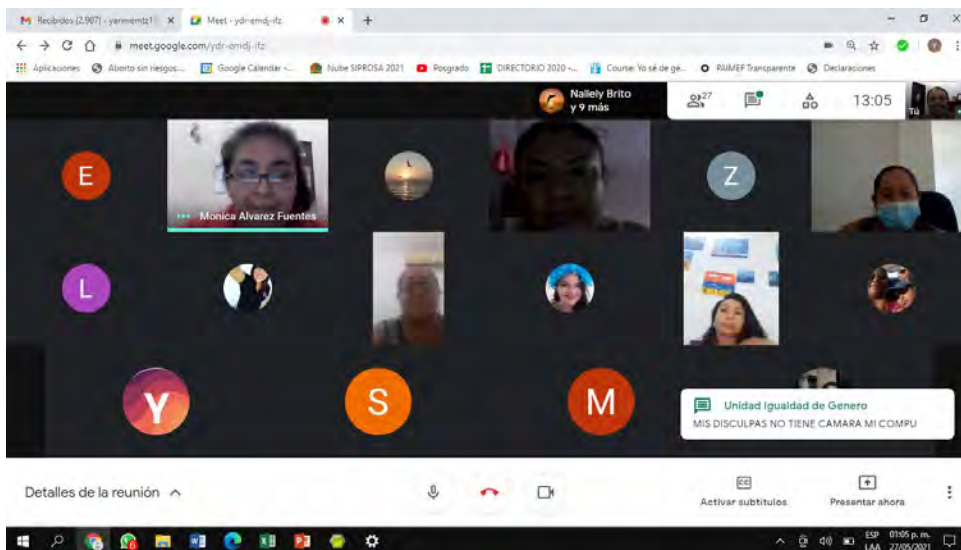 Recibidos (2.907) - yarimemtz1
Meet - ydr-emdj-ifz
meet.google.com/ydr-emdj-ifz
Aplicaciones
Aborto sin riesgos:...
Google Calendar -...
Nube SIPROSA 2021
Posgrado
DIRECTORIO 2020 -...
Course: Yo sé de gé...
PAIMEF Transparente
Declaraciones
Nallely Brito
y 9 más
27
13:05
Tú
E
Monica Alvarez Fuentes
Z
L
Y
S
M
Unidad Igualdad de Genero
MIS DISCULPAS NO TIENE CAMARA MI COMPU
Detalles de la reunión
Activar subtítulos
Presentar ahora
ESP 01:05 p. m.
LAA 27/05/2021